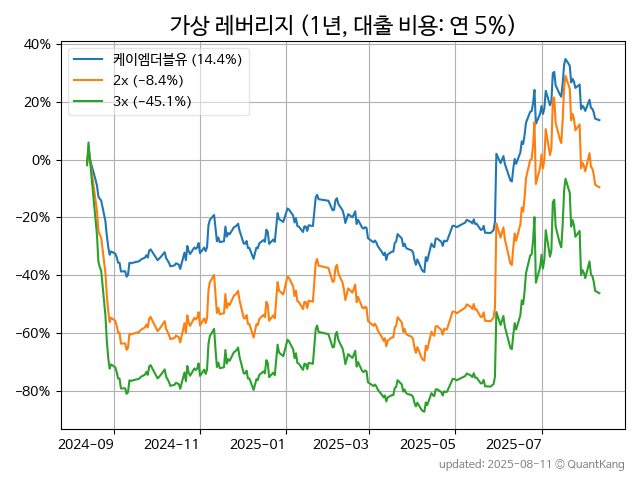 가상 레버리지 (1년, 대출 비용: 연 5%)
케이엠더블유 (14.4%)
2x (−8.4%)
3x (−45.1%)
40%
20%
0%
−20%
−40%
−60%
−80%
2024-09 2024-11 2025-01 2025-03 2025-05 2025-07
updated: 2025-08-11 © QuantKang